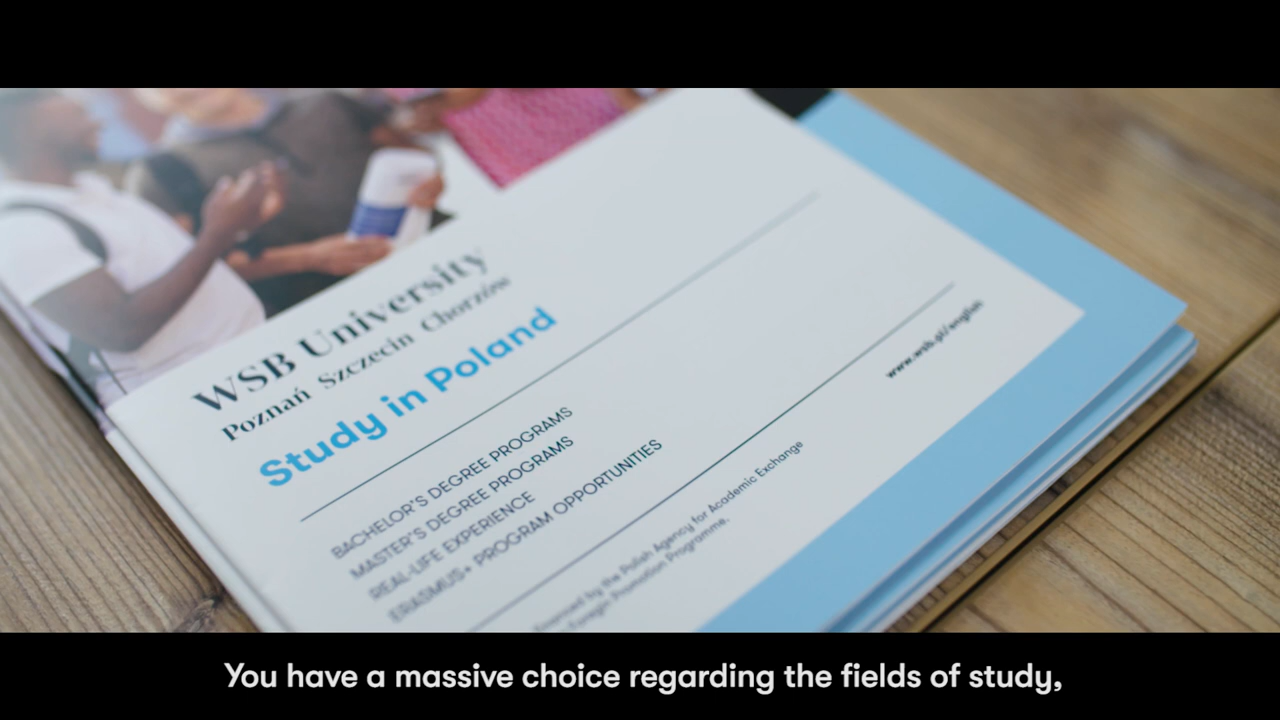 WSB University
Poznań Szczecin Chorzów
Study in Poland
BACHELOR'S DEGREE PROGRAMS
MASTER'S DEGREE PROGRAMS
REAL-LIFE EXPERIENCE
ERASMUS+ PROGRAM OPPORTUNITIES
www.wsb.pl/english
financed by the Polish Agency for Academic Exchange
Foreign Promotion Programme.
You have a massive choice regarding the fields of study,